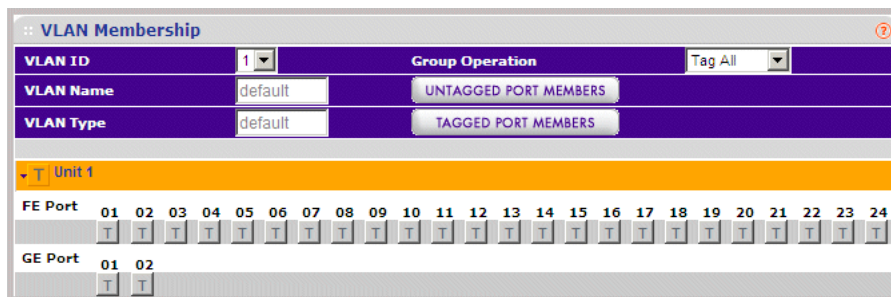 :: VLAN Membership ?
VLAN ID 1 Group Operation Tag All
VLAN Name default UNTAGGED PORT MEMBERS
VLAN Type default TAGGED PORT MEMBERS
T Unit 1
FE Port 01 02 03 04 05 06 07 08 09 10 11 12 13 14 15 16 17 18 19 20 21 22 23 24
T T T T T T T T T T T T T T T T T T T T T T T T
GE Port 01 02
T T